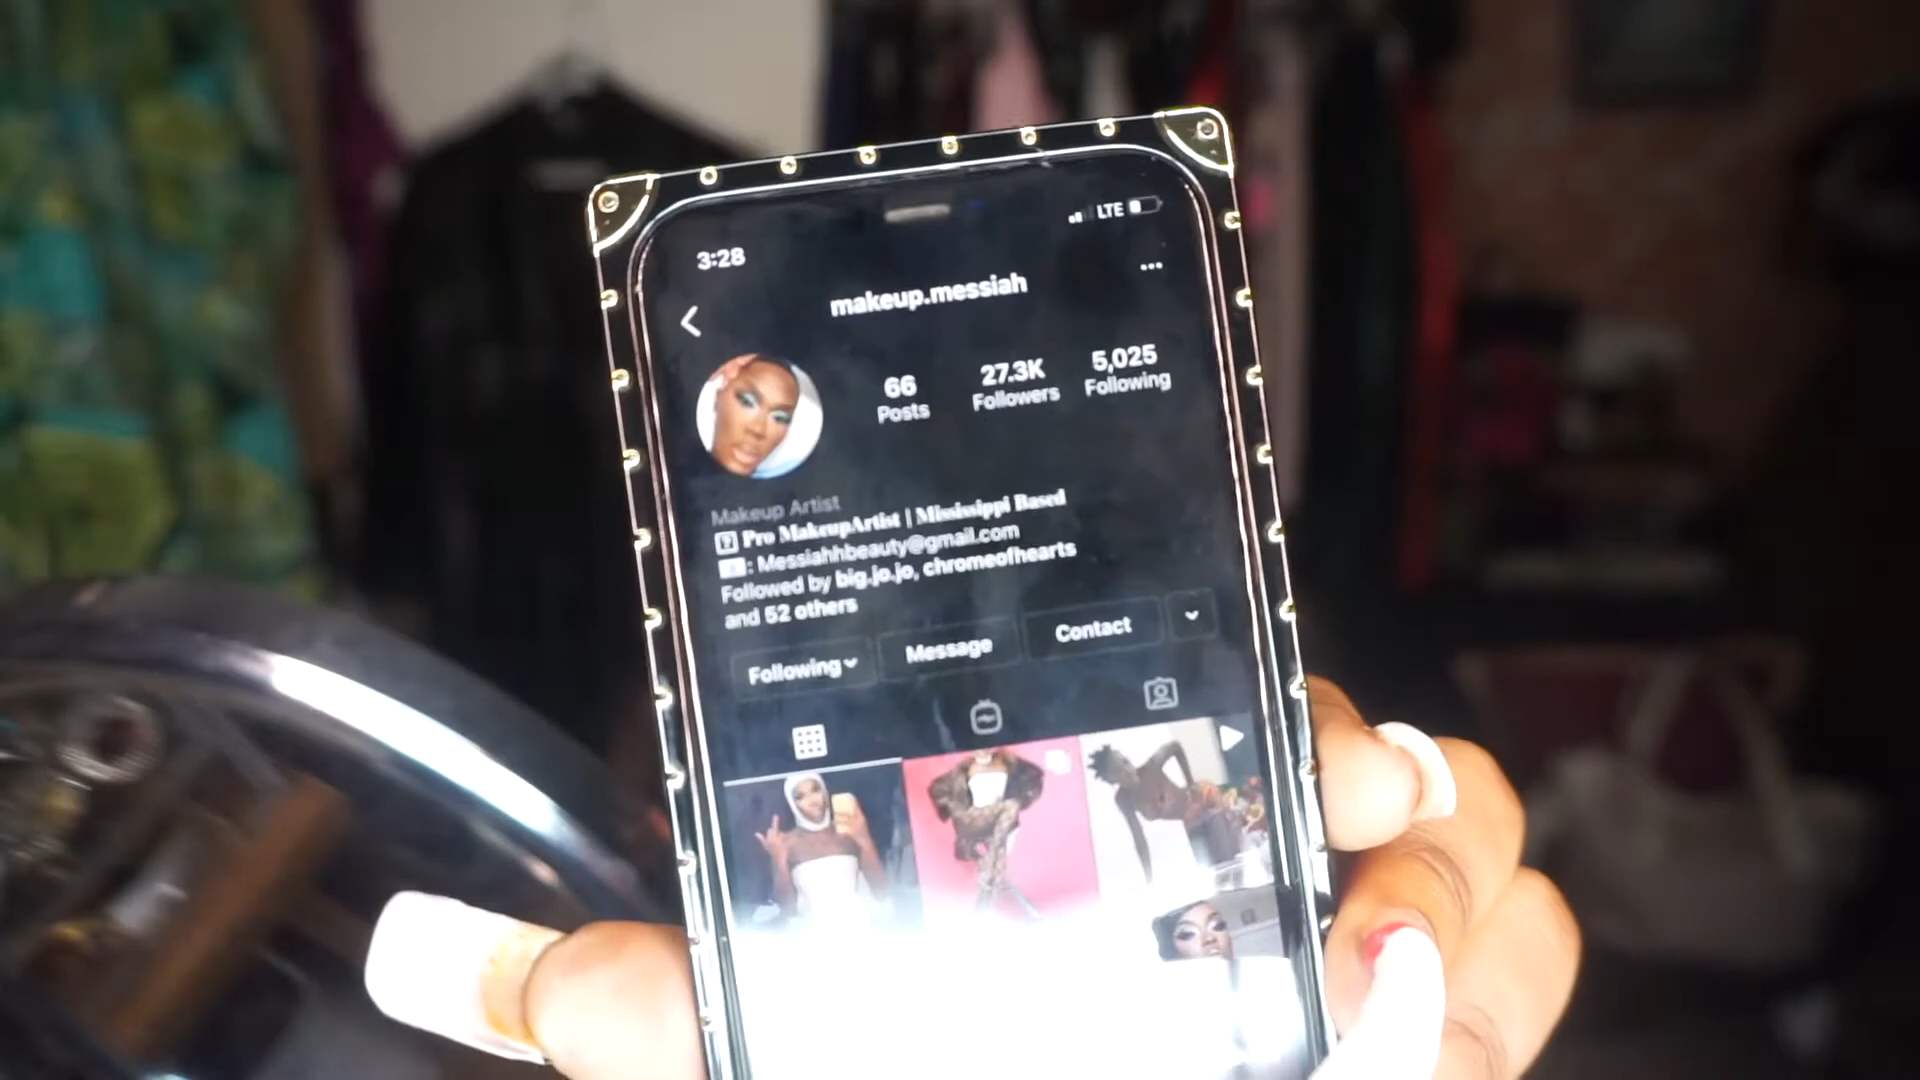 3:28
LTE
makeup.messiah
66
Posts
27.3K
Followers
5,025
Following
Makeup Artist
Pro MakeupArtist | Mississippi Based
: Messiahhbeauty@gmail.com
Followed by big.jo.jo, chromeofhearts
and 52 others
Following
Message
Contact